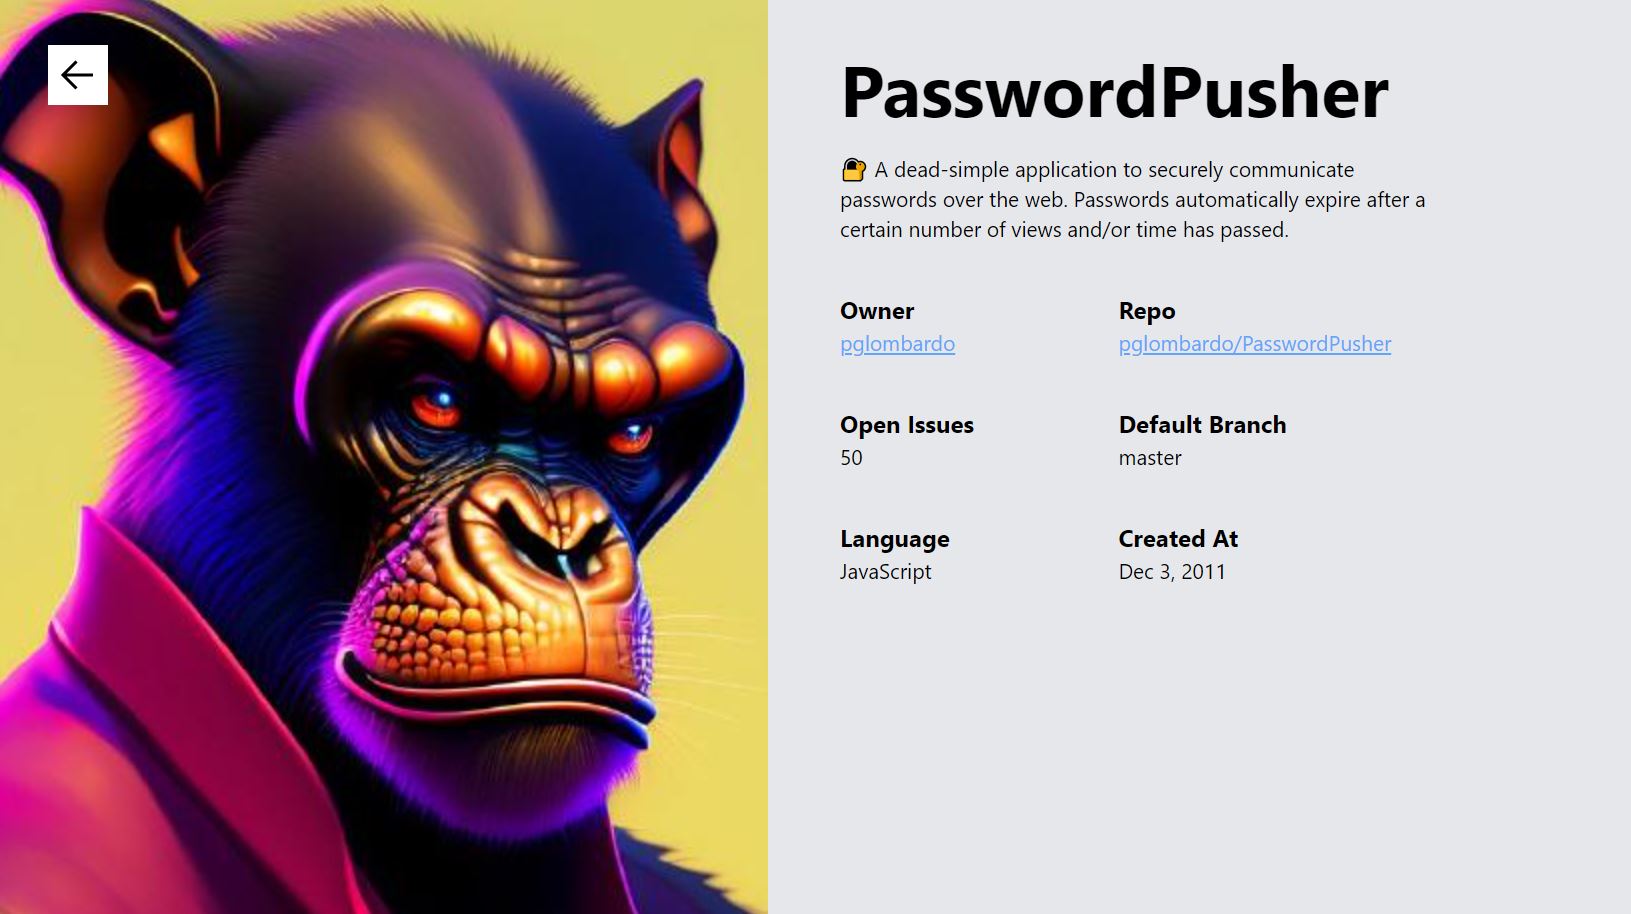 PasswordPusher
🔐 A dead-simple application to securely communicate
passwords over the web. Passwords automatically expire after a
certain number of views and/or time has passed.
Owner
pglombardo
Repo
pglombardo/PasswordPusher
Open Issues
50
Default Branch
master
Language
JavaScript
Created At
Dec 3, 2011